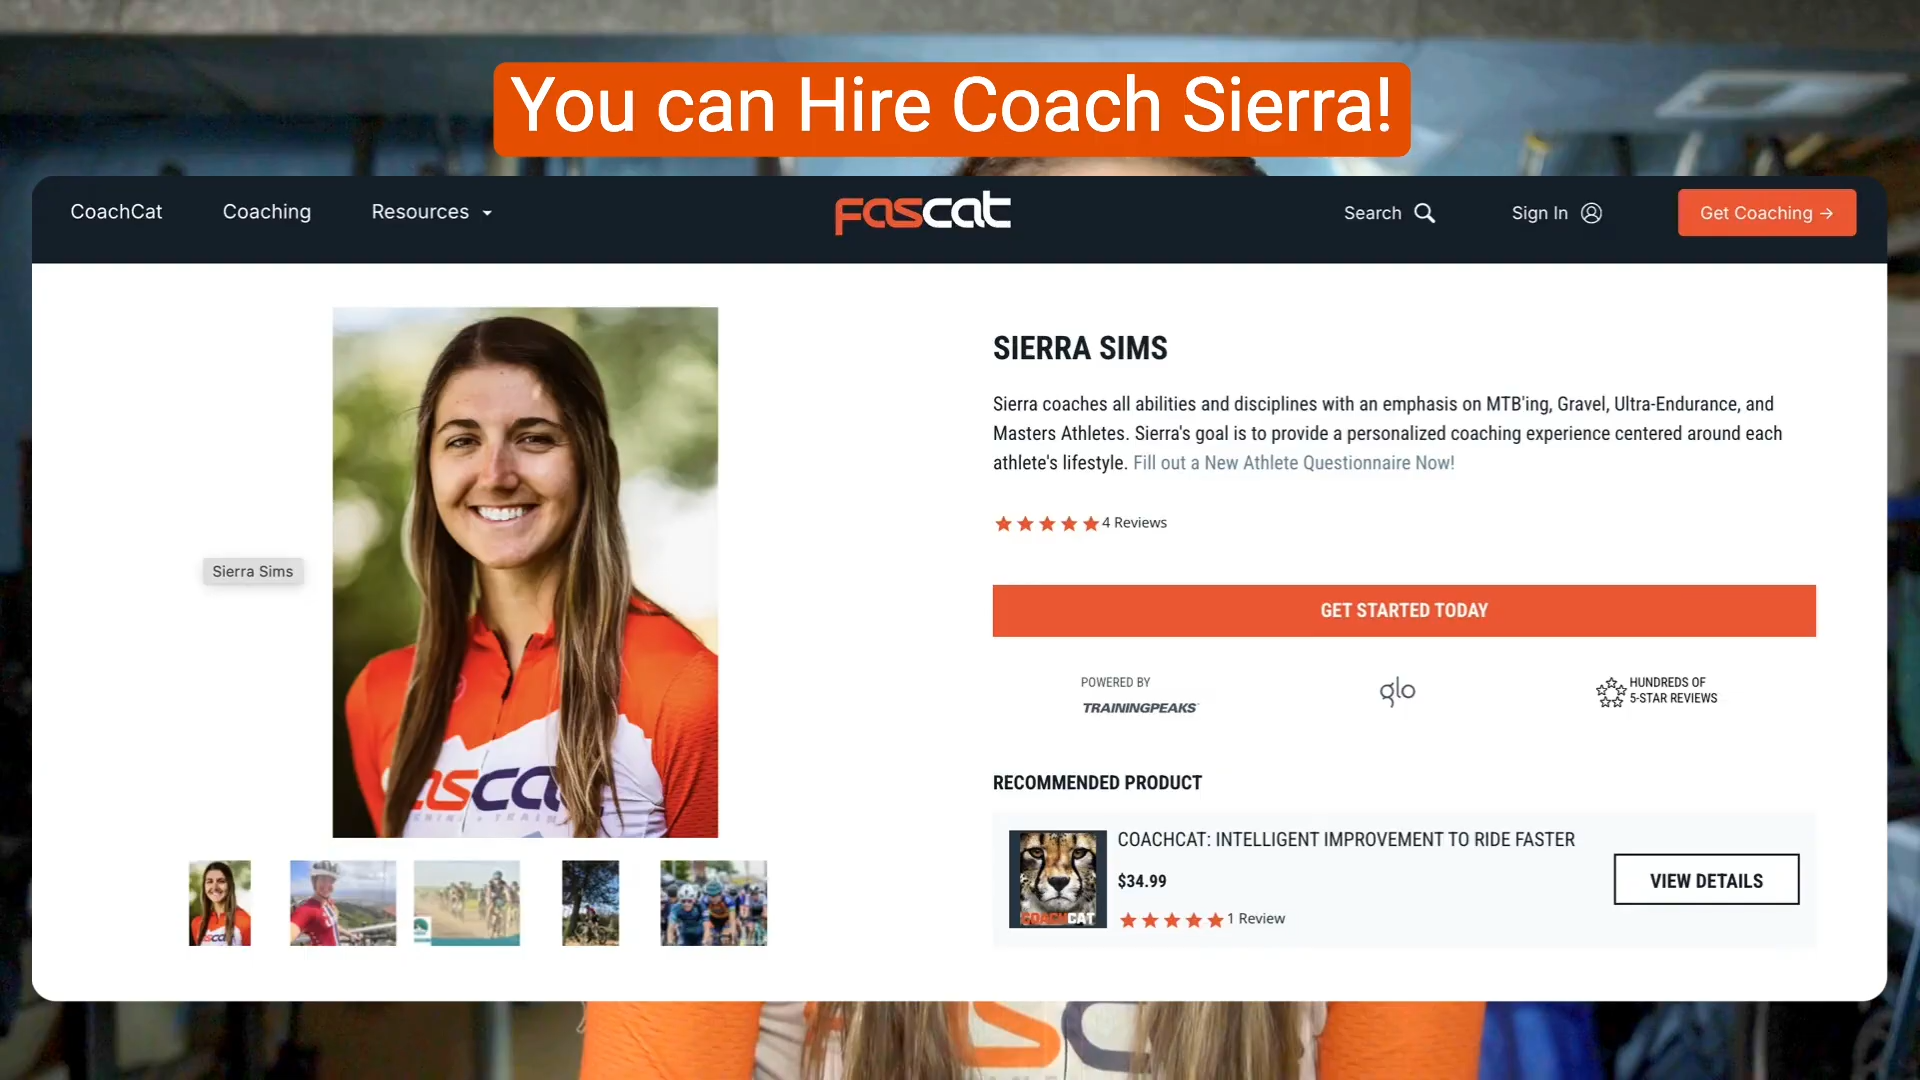 You can Hire Coach Sierra!
CoachCat
Coaching
Resources
fascat
Search
Sign In
Get Coaching →
SIERRA SIMS
Sierra coaches all abilities and disciplines with an emphasis on MTB'ing, Gravel, Ultra-Endurance, and
Masters Athletes. Sierra's goal is to provide a personalized coaching experience centered around each
athlete's lifestyle. Fill out a New Athlete Questionnaire Now!
4 Reviews
Sierra Sims
GET STARTED TODAY
POWERED BY
TRAININGPEAKS
glo
HUNDREDS OF
5-STAR REVIEWS
RECOMMENDED PRODUCT
COACHCAT: INTELLIGENT IMPROVEMENT TO RIDE FASTER
$34.99
1 Review
VIEW DETAILS
COACHCAT